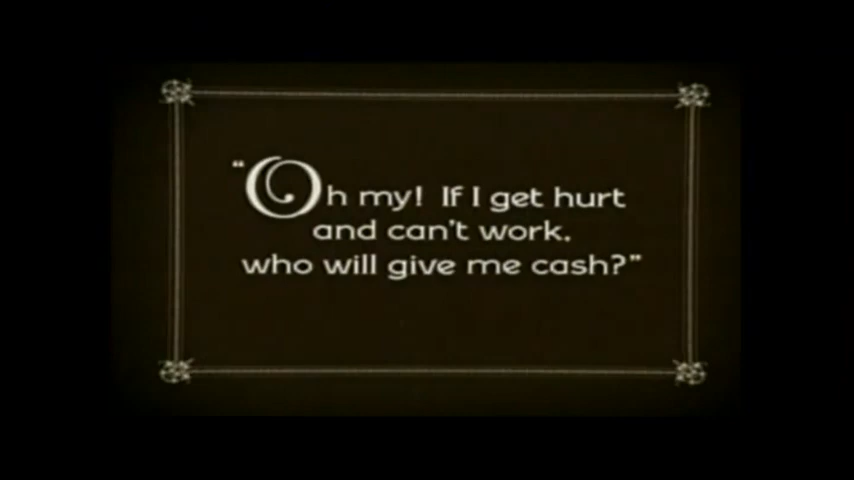 “Oh my! If I get hurt
and can't work,
who will give me cash?”